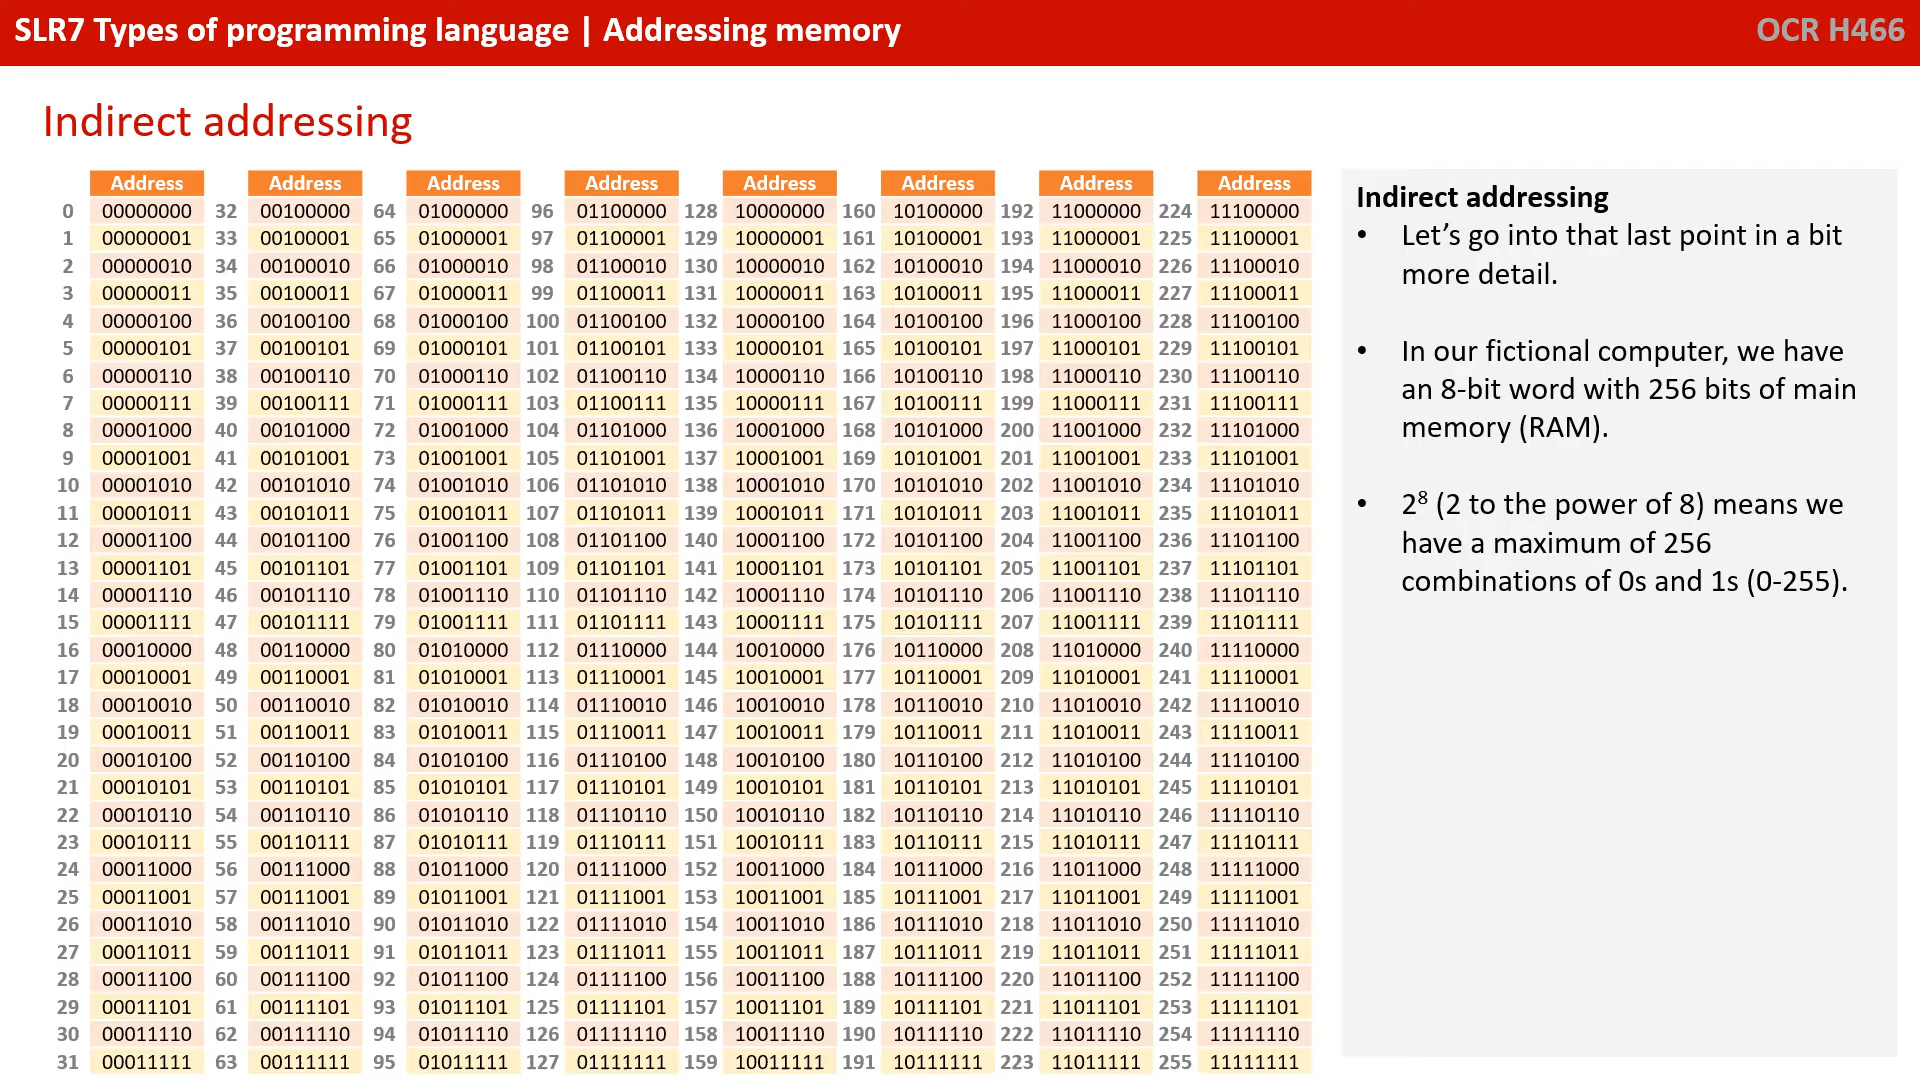 SLR7 Types of programming language | Addressing memory OCR H466
Indirect addressing
Address Address Address Address Address Address Address Address
0 00000000 32 00100000 64 01000000 96 01100000 128 10000000 160 10100000 192 11000000 224 11100000
1 00000001 33 00100001 65 01000001 97 01100001 129 10000001 161 10100001 193 11000001 225 11100001
2 00000010 34 00100010 66 01000010 98 01100010 130 10000010 162 10100010 194 11000010 226 11100010
3 00000011 35 00100011 67 01000011 99 01100011 131 10000011 163 10100011 195 11000011 227 11100011
4 00000100 36 00100100 68 01000100 100 01100100 132 10000100 164 10100100 196 11000100 228 11100100
5 00000101 37 00100101 69 01000101 101 01100101 133 10000101 165 10100101 197 11000101 229 11100101
6 00000110 38 00100110 70 01000110 102 01100110 134 10000110 166 10100110 198 11000110 230 11100110
7 00000111 39 00100111 71 01000111 103 01100111 135 10000111 167 10100111 199 11000111 231 11100111
8 00001000 40 00101000 72 01001000 104 01101000 136 10001000 168 10101000 200 11001000 232 11101000
9 00001001 41 00101001 73 01001001 105 01101001 137 10001001 169 10101001 201 11001001 233 11101001
10 00001010 42 00101010 74 01001010 106 01101010 138 10001010 170 10101010 202 11001010 234 11101010
11 00001011 43 00101011 75 01001011 107 01101011 139 10001011 171 10101011 203 11001011 235 11101011
12 00001100 44 00101100 76 01001100 108 01101100 140 10001100 172 10101100 204 11001100 236 11101100
13 00001101 45 00101101 77 01001101 109 01101101 141 10001101 173 10101101 205 11001101 237 11101101
14 00001110 46 00101110 78 01001110 110 01101110 142 10001110 174 10101110 206 11001110 238 11101110
15 00001111 47 00101111 79 01001111 111 01101111 143 10001111 175 10101111 207 11001111 239 11101111
16 00010000 48 00110000 80 01010000 112 01110000 144 10010000 176 10110000 208 11010000 240 11110000
17 00010001 49 00110001 81 01010001 113 01110001 145 10010001 177 10110001 209 11010001 241 11110001
18 00010010 50 00110010 82 01010010 114 01110010 146 10010010 178 10110010 210 11010010 242 11110010
19 00010011 51 00110011 83 01010011 115 01110011 147 10010011 179 10110011 211 11010011 243 11110011
20 00010100 52 00110100 84 01010100 116 01110100 148 10010100 180 10110100 212 11010100 244 11110100
21 00010101 53 00110101 85 01010101 117 01110101 149 10010101 181 10110101 213 11010101 245 11110101
22 00010110 54 00110110 86 01010110 118 01110110 150 10010110 182 10110110 214 11010110 246 11110110
23 00010111 55 00110111 87 01010111 119 01110111 151 10010111 183 10110111 215 11010111 247 11110111
24 00011000 56 00111000 88 01011000 120 01111000 152 10011000 184 10111000 216 11011000 248 11111000
25 00011001 57 00111001 89 01011001 121 01111001 153 10011001 185 10111001 217 11011001 249 11111001
26 00011010 58 00111010 90 01011010 122 01111010 154 10011010 186 10111010 218 11011010 250 11111010
27 00011011 59 00111011 91 01011011 123 01111011 155 10011011 187 10111011 219 11011011 251 11111011
28 00011100 60 00111100 92 01011100 124 01111100 156 10011100 188 10111100 220 11011100 252 11111100
29 00011101 61 00111101 93 01011101 125 01111101 157 10011101 189 10111101 221 11011101 253 11111101
30 00011110 62 00111110 94 01011110 126 01111110 158 10011110 190 10111110 222 11011110 254 11111110
31 00011111 63 00111111 95 01011111 127 01111111 159 10011111 191 10111111 223 11011111 255 11111111
Indirect addressing
• Let’s go into that last point in a bit
more detail.
• In our fictional computer, we have
an 8-bit word with 256 bits of main
memory (RAM).
• 2⁸ (2 to the power of 8) means we
have a maximum of 256
combinations of 0s and 1s (0-255).